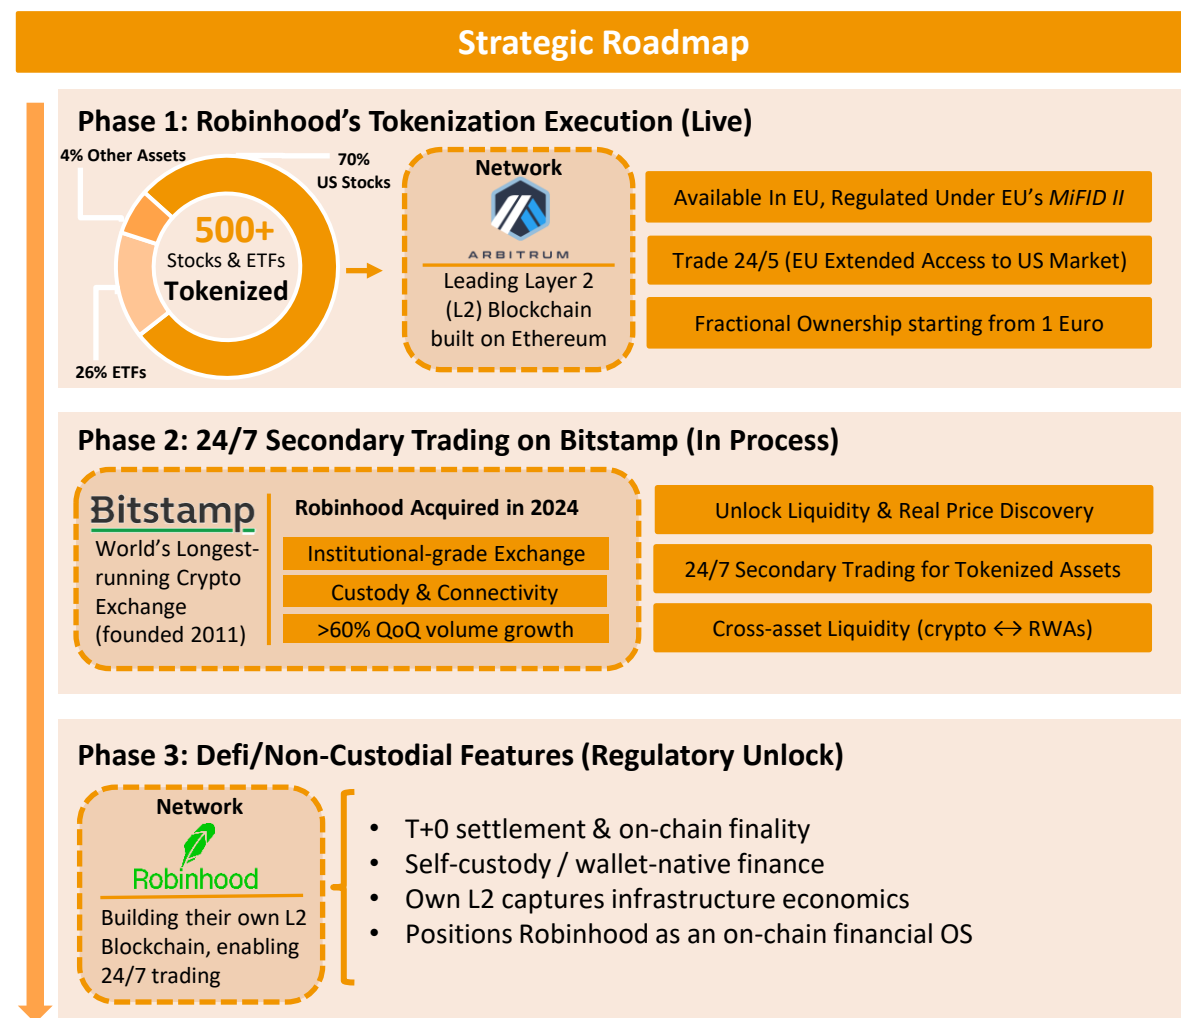 Strategic Roadmap
Phase 1: Robinhood's Tokenization Execution (Live)
4% Other Assets
70%
US Stocks
500+
Stocks & ETFs
Tokenized
26% ETFs
Network
ARBITRUM
Leading Layer 2
(L2) Blockchain
built on Ethereum
Available In EU, Regulated Under EU's MiFID II
Trade 24/5 (EU Extended Access to US Market)
Fractional Ownership starting from 1 Euro
Phase 2: 24/7 Secondary Trading on Bitstamp (In Process)
Bitstamp
World's Longest-
running Crypto
Exchange
(founded 2011)
Robinhood Acquired in 2024
Institutional-grade Exchange
Custody & Connectivity
>60% QoQ volume growth
Unlock Liquidity & Real Price Discovery
24/7 Secondary Trading for Tokenized Assets
Cross-asset Liquidity (crypto ↔ RWAs)
Phase 3: Defi/Non-Custodial Features (Regulatory Unlock)
Network
Robinhood
Building their own L2
Blockchain, enabling
24/7 trading
• T+0 settlement & on-chain finality
• Self-custody / wallet-native finance
• Own L2 captures infrastructure economics
• Positions Robinhood as an on-chain financial OS